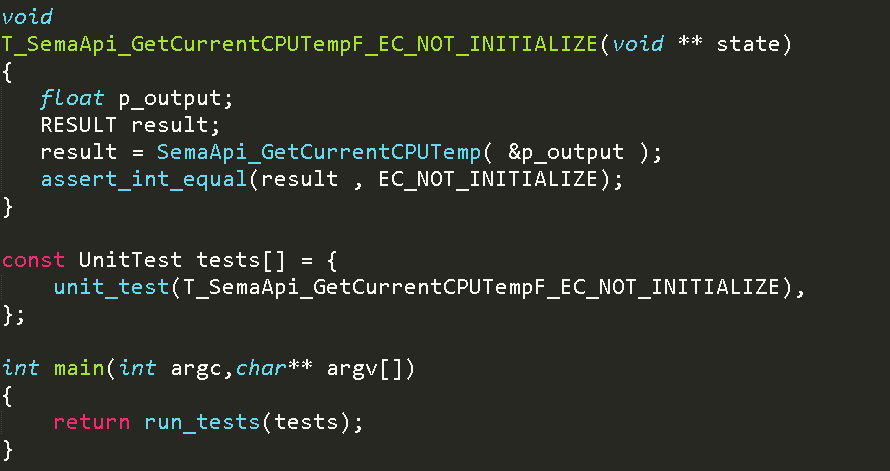 void
T_SemaApi_GetCurrentCPUTempF_EC_NOT_INITIALIZE(void ** state)
{
   float p_output;
   RESULT result;
   result = SemaApi_GetCurrentCPUTemp( &p_output );
   assert_int_equal(result , EC_NOT_INITIALIZE);
}

const UnitTest tests[] = {
    unit_test(T_SemaApi_GetCurrentCPUTempF_EC_NOT_INITIALIZE),
};

int main(int argc,char** argv[])
{
    return run_tests(tests);
}